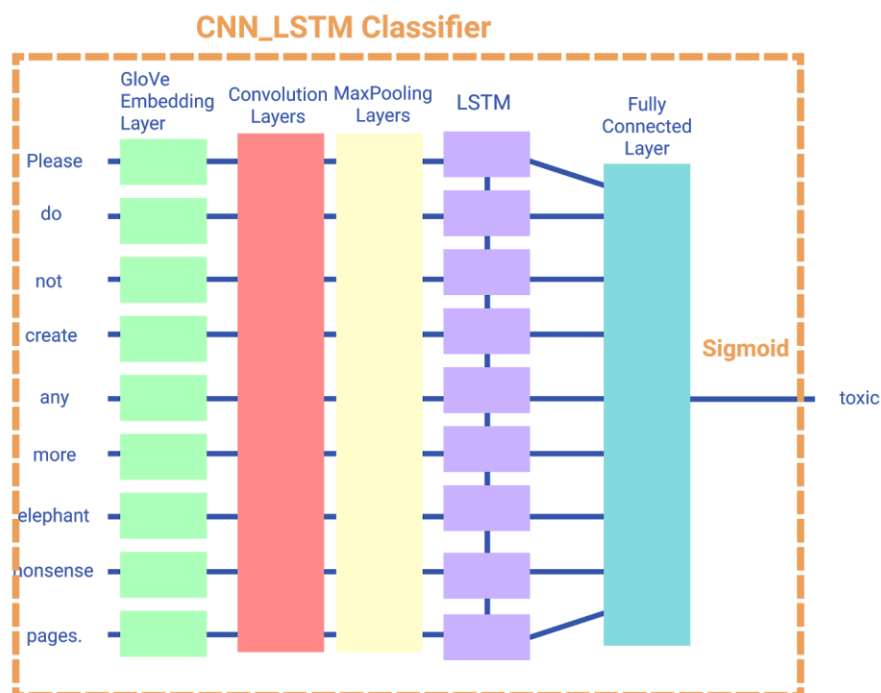 CNN_LSTM Classifier
GloVe
Embedding
Layer
Convolution
Layers
MaxPooling
Layers
LSTM
Fully
Connected
Layer
Please
do
not
create
any
more
elephant
nonsense
pages.
Sigmoid
toxic